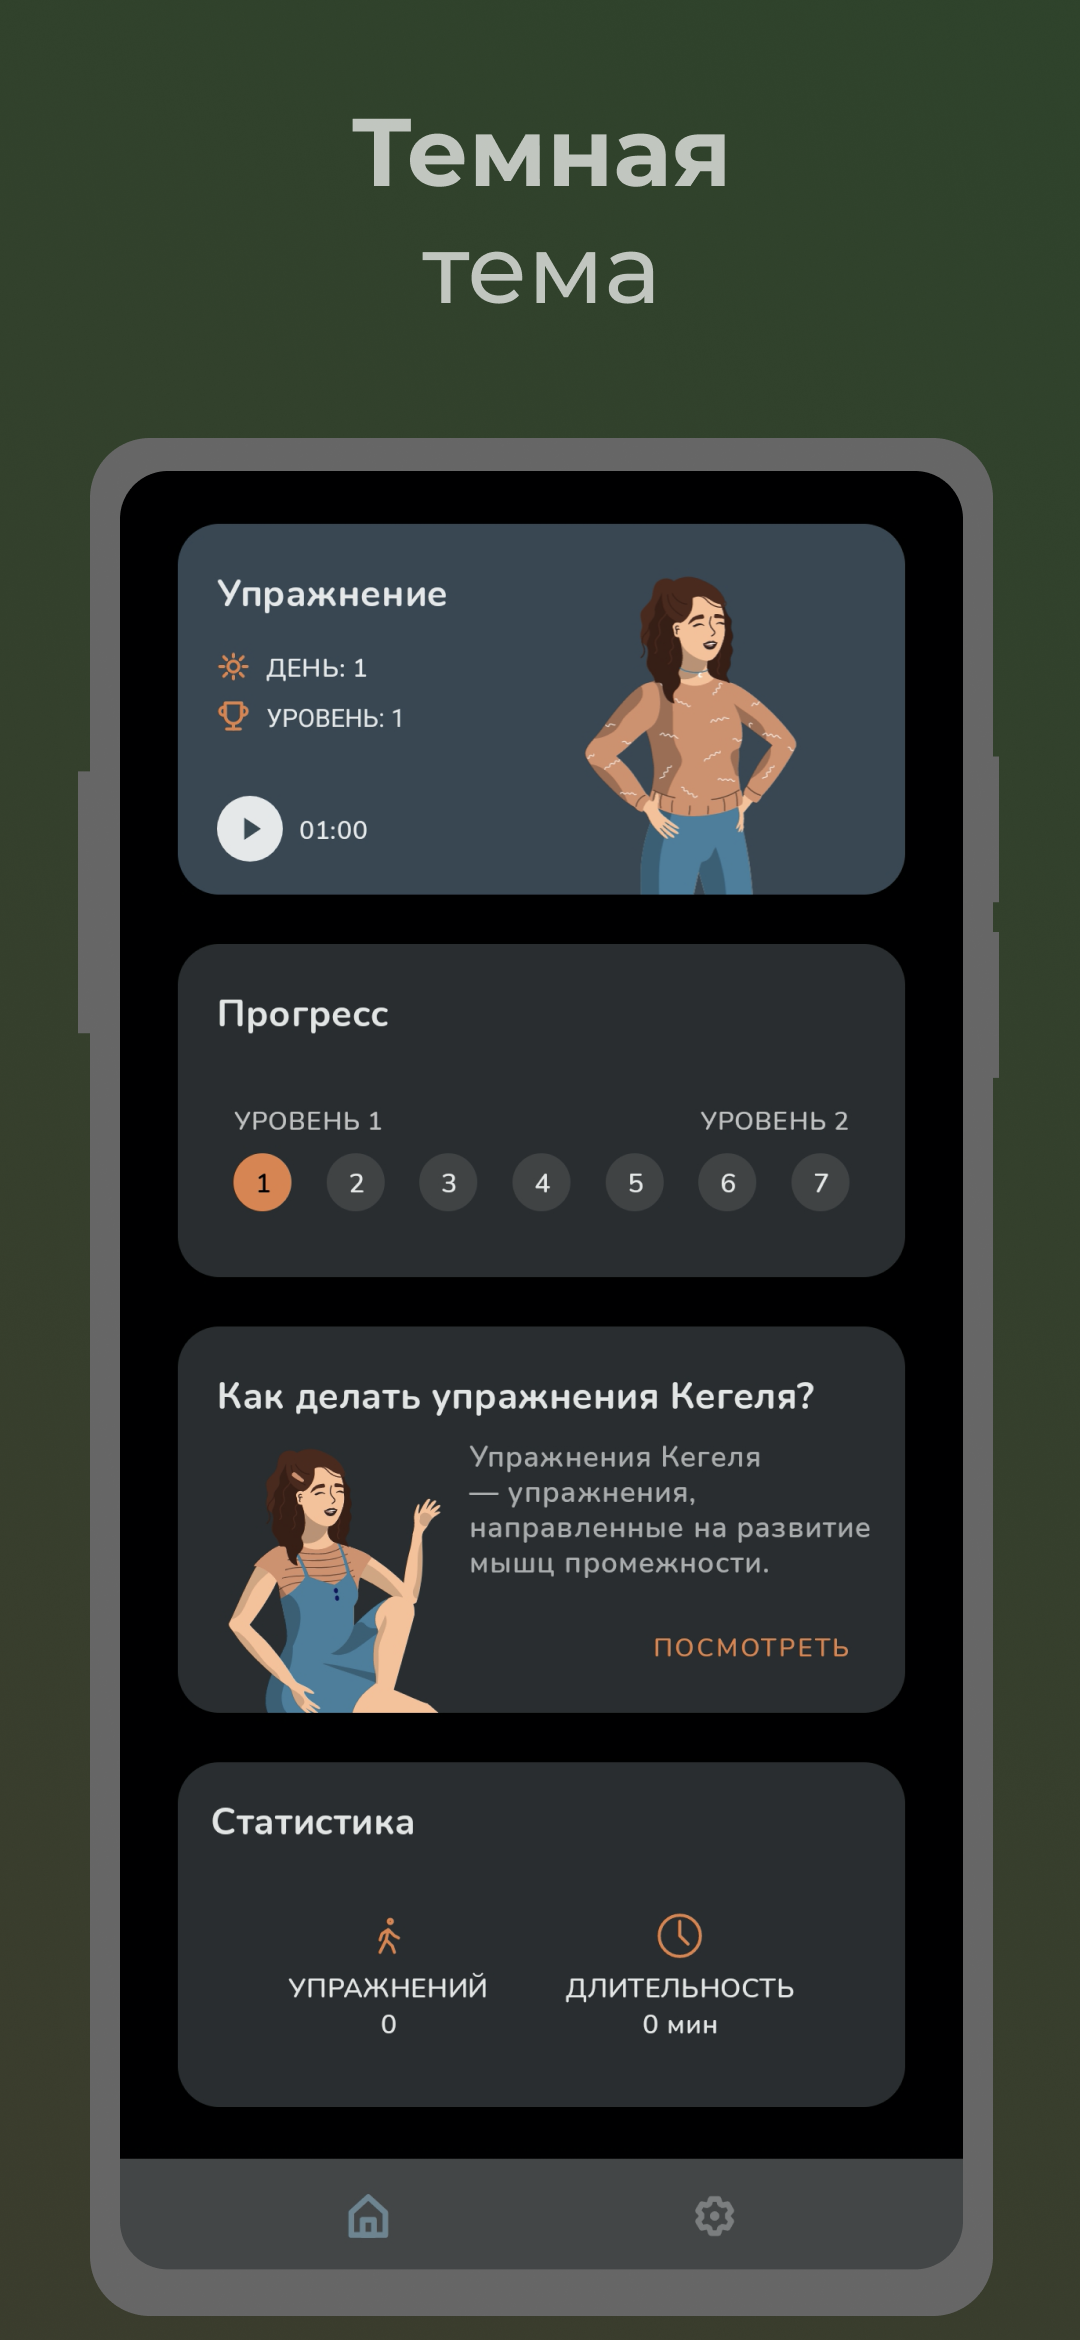 Темная
тема
Упражнение
ДЕНЬ: 1
УРОВЕНЬ: 1
01:00
Прогресс
УРОВЕНЬ 1 УРОВЕНЬ 2
1 2 3 4 5 6 7
Как делать упражнения Кегеля?
Упражнения Кегеля
— упражнения,
направленные на развитие
мышц промежности.
ПОСМОТРЕТЬ
Статистика
УПРАЖНЕНИЙ ДЛИТЕЛЬНОСТЬ
0 0 мин